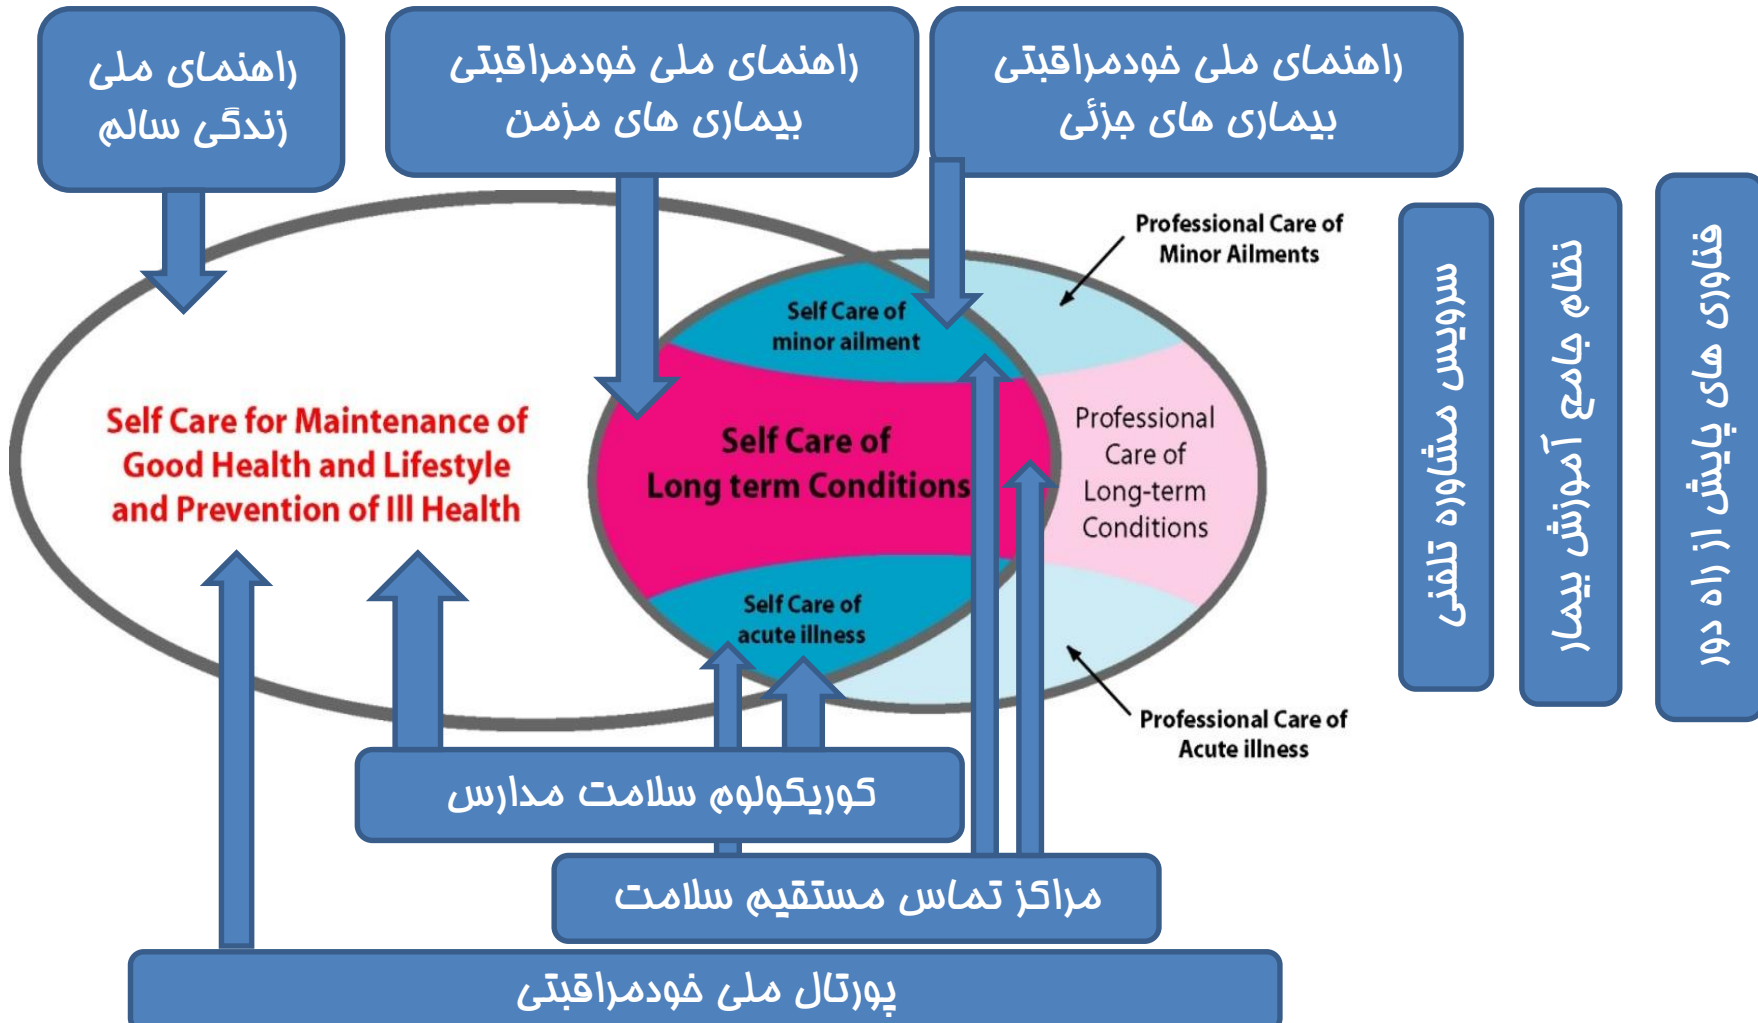 راهنمای ملی
زندگی سالم
راهنمای ملی خودمراقبتی
بیماری های مزمن
راهنمای ملی خودمراقبتی
بیماری های جزئی
Professional Care of
Minor Ailments
Self Care of
minor ailment
Self Care for Maintenance of
Good Health and Lifestyle
and Prevention of Ill Health
Self Care of
Long term Conditions
Professional
Care of
Long-term
Conditions
Self Care of
acute illness
Professional Care of
Acute illness
سرویس مشاوره تلفنی
نظام جامع آموزش بیمار
فناوری های پایش از راه دور
کوریکولوم سلامت مدارس
مراکز تماس مستقیم سلامت
پورتال ملی خودمراقبتی